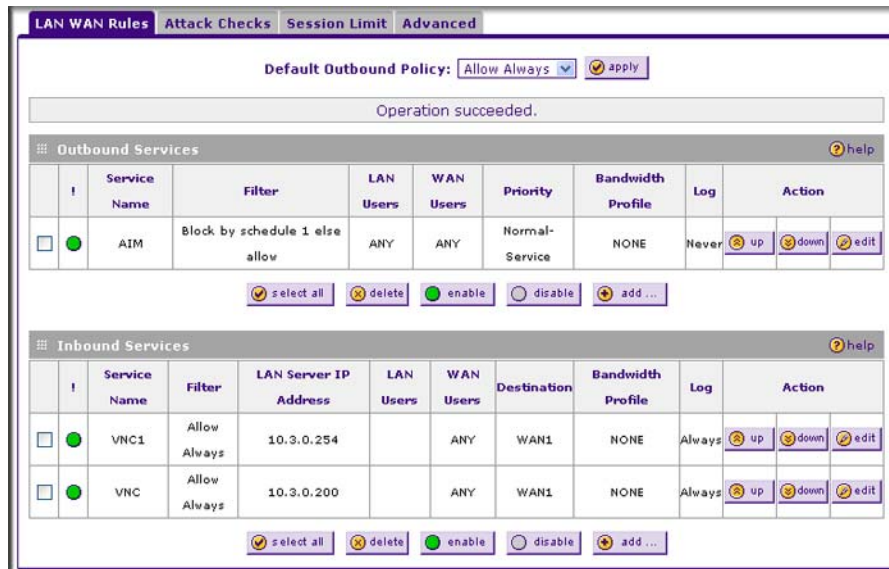 LAN WAN Rules Attack Checks Session Limit Advanced
Default Outbound Policy: Allow Always apply
Operation succeeded.
Outbound Services ? help
! Service Name Filter LAN Users WAN Users Priority Bandwidth Profile Log Action
AIM Block by schedule 1 else allow ANY ANY Normal-Service NONE Never up down edit
select all delete enable disable add ...
Inbound Services ? help
! Service Name Filter LAN Server IP Address LAN Users WAN Users Destination Bandwidth Profile Log Action
VNC1 Allow Always 10.3.0.254 ANY WAN1 NONE Always up down edit
VNC Allow Always 10.3.0.200 ANY WAN1 NONE Always up down edit
select all delete enable disable add ...